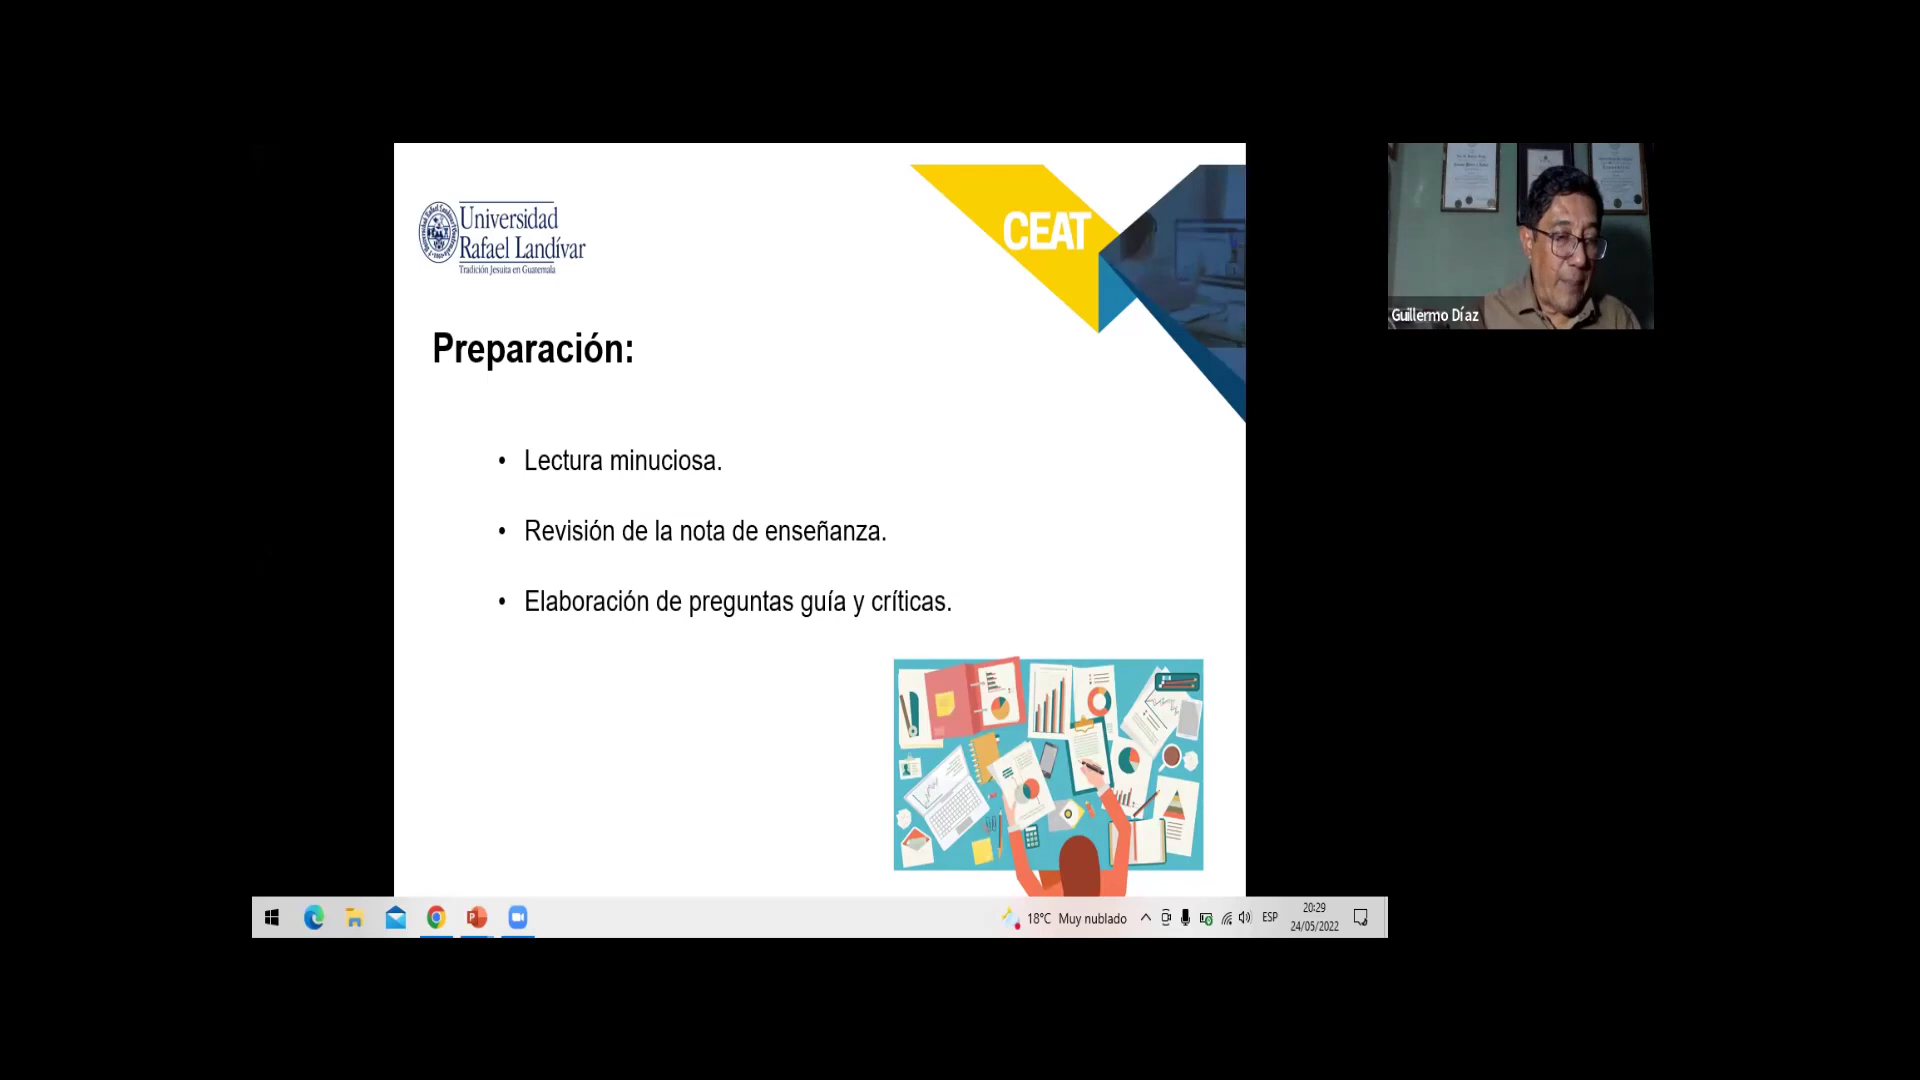 Universidad
Rafael Landívar
Tradición Jesuita en Guatemala
CEAT
Guillermo Díaz
Preparación:
• Lectura minuciosa.
• Revisión de la nota de enseñanza.
• Elaboración de preguntas guía y críticas.
18°C Muy nublado
ESP
20:29
24/05/2022